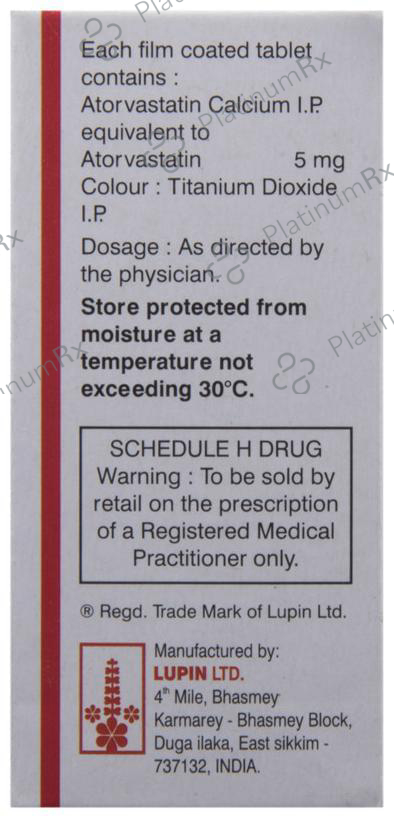 Each film coated tablet
contains :
Atorvastatin Calcium I.P.
equivalent to
Atorvastatin 5 mg
Colour : Titanium Dioxide
I.P.
Dosage : As directed by
the physician.
Store protected from
moisture at a
temperature not
exceeding 30°C.
SCHEDULE H DRUG
Warning : To be sold by
retail on the prescription
of a Registered Medical
Practitioner only.
® Regd. Trade Mark of Lupin Ltd.
Manufactured by:
LUPIN LTD.
4th Mile, Bhasmey
Karmarey - Bhasmey Block,
Duga ilaka, East sikkim -
737132, INDIA.
PlatinumRx
PlatinumRx
PlatinumRx